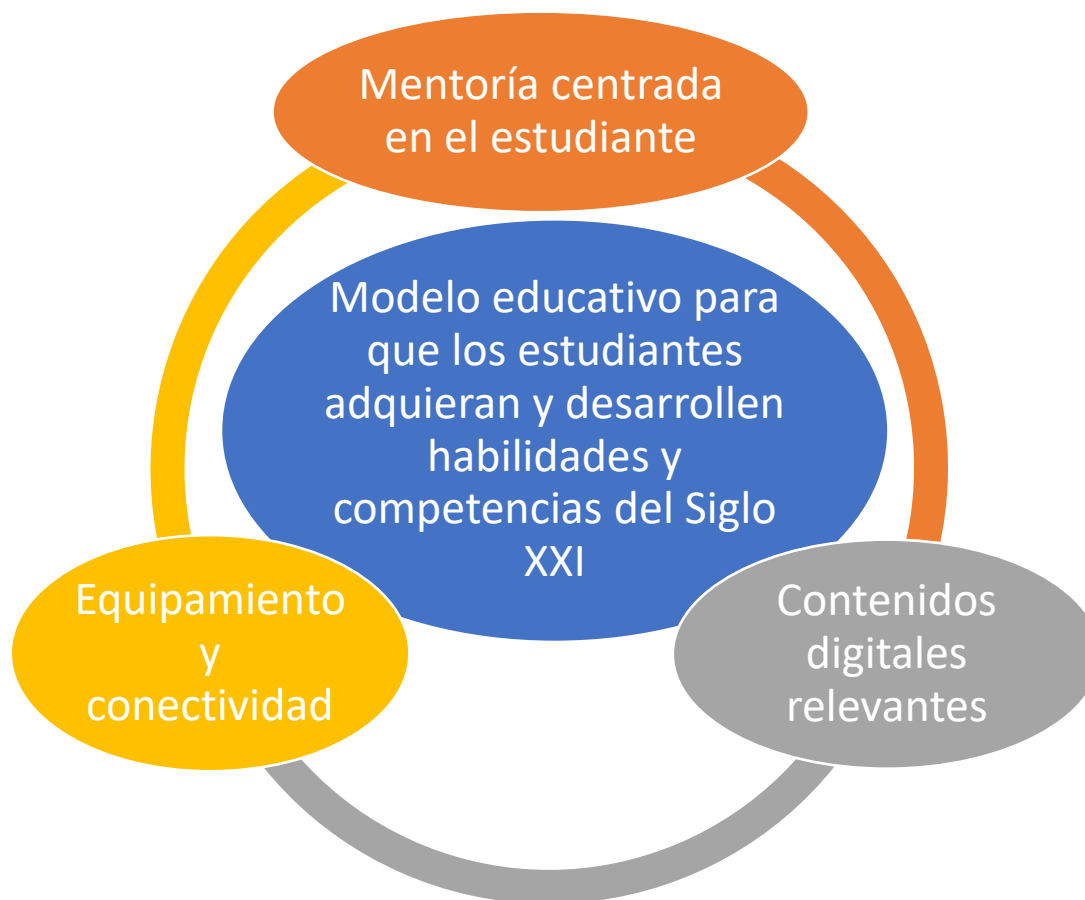 Mentoría centrada
en el estudiante
Modelo educativo para
que los estudiantes
adquieran y desarrollen
habilidades y
competencias del Siglo
XXI
Equipamiento
y
conectividad
Contenidos
digitales
relevantes